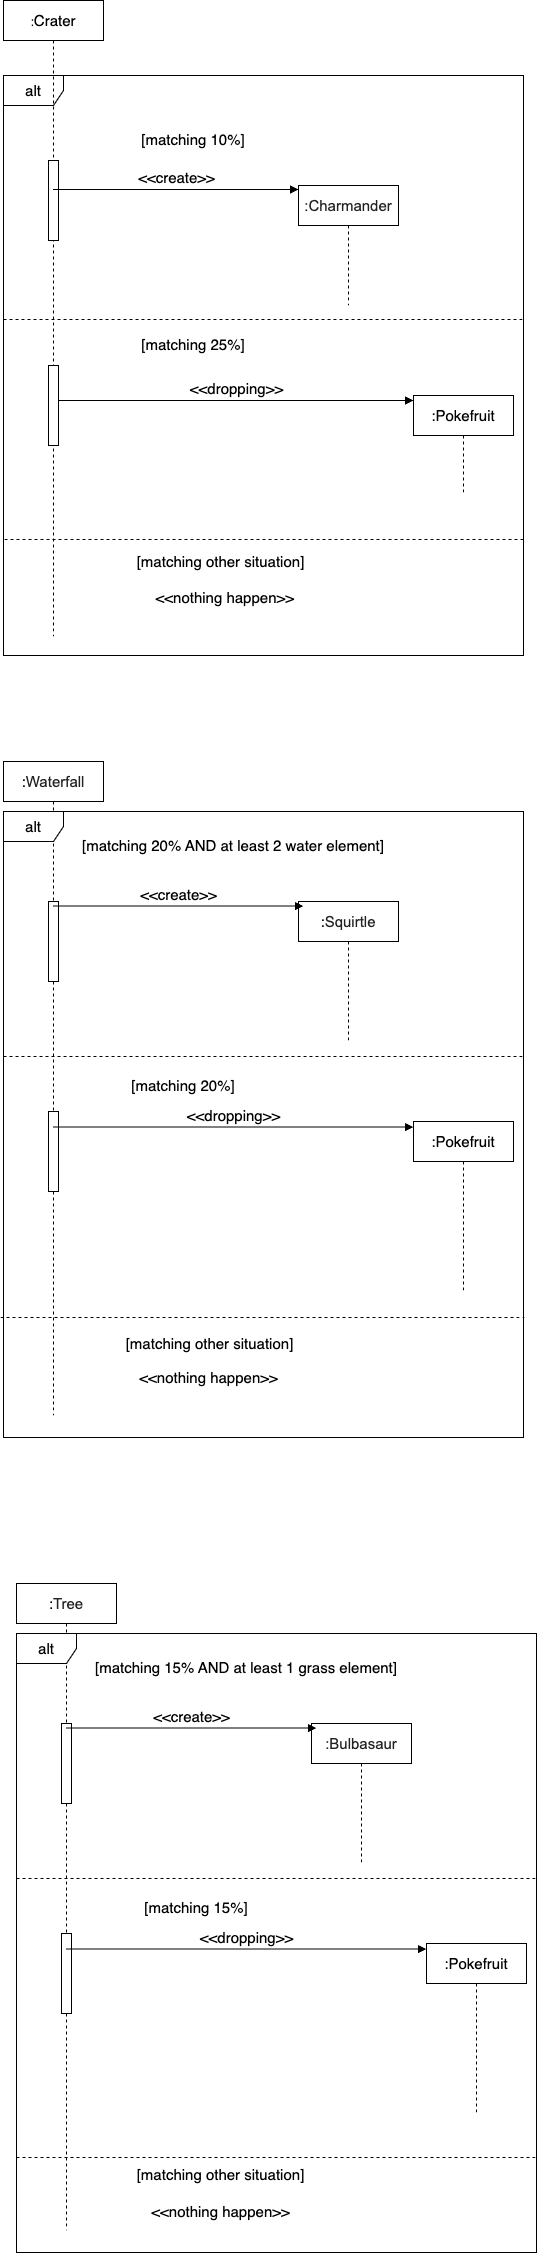 :Crater
alt
[matching 10%]
<<create>>
:Charmander
[matching 25%]
<<dropping>>
:Pokefruit
[matching other situation]
<<nothing happen>>
:Waterfall
alt
[matching 20% AND at least 2 water element]
<<create>>
:Squirtle
[matching 20%]
<<dropping>>
:Pokefruit
[matching other situation]
<<nothing happen>>
:Tree
alt
[matching 15% AND at least 1 grass element]
<<create>>
:Bulbasaur
[matching 15%]
<<dropping>>
:Pokefruit
[matching other situation]
<<nothing happen>>